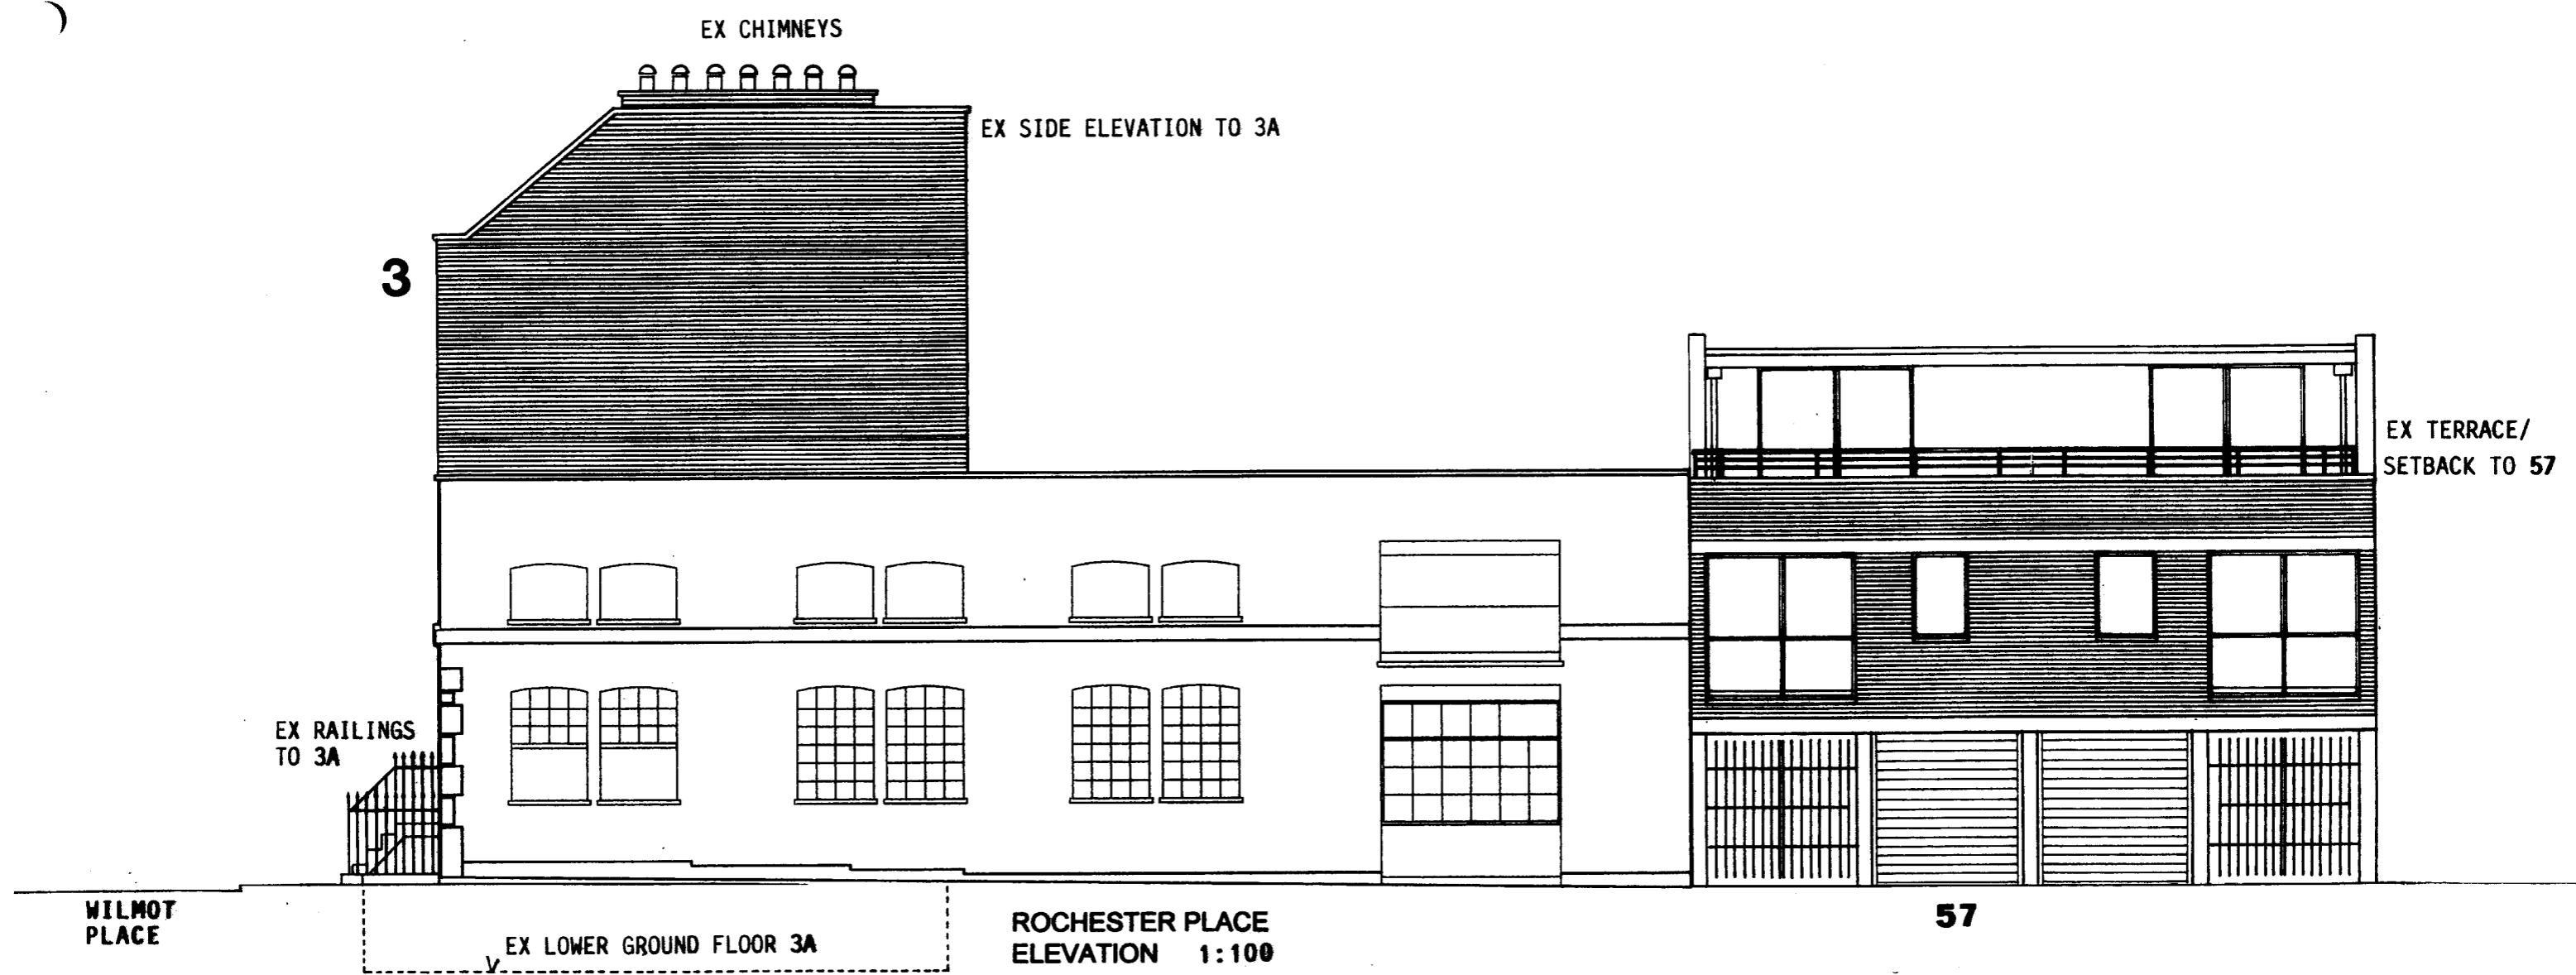 EX CHIMNEYS
EX SIDE ELEVATION TO 3A
3
EX TERRACE/
SETBACK TO 57
EX RAILINGS
TO 3A
WILMOT
PLACE
EX LOWER GROUND FLOOR 3A
ROCHESTER PLACE
ELEVATION 1:100
57